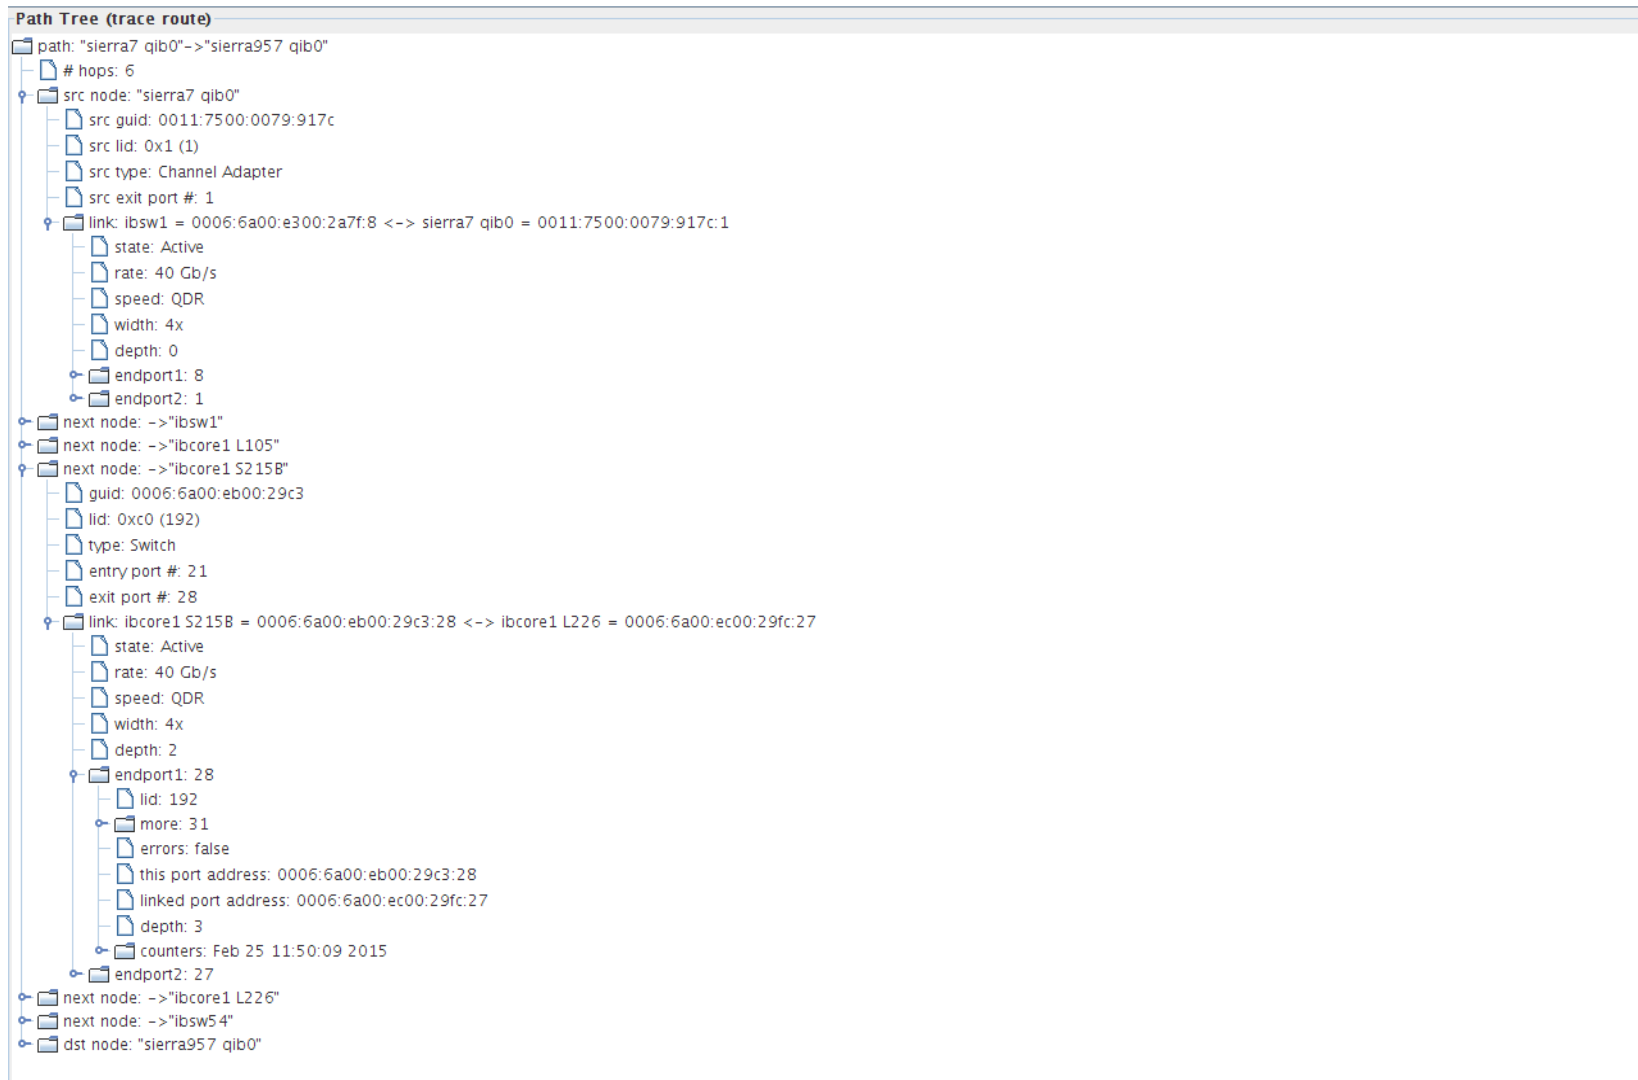 Path Tree (trace route)
path: "sierra7 qib0"->"sierra957 qib0"
# hops: 6
src node: "sierra7 qib0"
src guid: 0011:7500:0079:917c
src lid: 0x1 (1)
src type: Channel Adapter
src exit port #: 1
link: ibsw1 = 0006:6a00:e300:2a7f:8 <-> sierra7 qib0 = 0011:7500:0079:917c:1
state: Active
rate: 40 Gb/s
speed: QDR
width: 4x
depth: 0
endport1: 8
endport2: 1
next node: ->"ibsw1"
next node: ->"ibcore1 L105"
next node: ->"ibcore1 S215B"
guid: 0006:6a00:eb00:29c3
lid: 0xc0 (192)
type: Switch
entry port #: 21
exit port #: 28
link: ibcore1 S215B = 0006:6a00:eb00:29c3:28 <-> ibcore1 L226 = 0006:6a00:ec00:29fc:27
state: Active
rate: 40 Gb/s
speed: QDR
width: 4x
depth: 2
endport1: 28
lid: 192
more: 31
errors: false
this port address: 0006:6a00:eb00:29c3:28
linked port address: 0006:6a00:ec00:29fc:27
depth: 3
counters: Feb 25 11:50:09 2015
endport2: 27
next node: ->"ibcore1 L226"
next node: ->"ibsw54"
dst node: "sierra957 qib0"